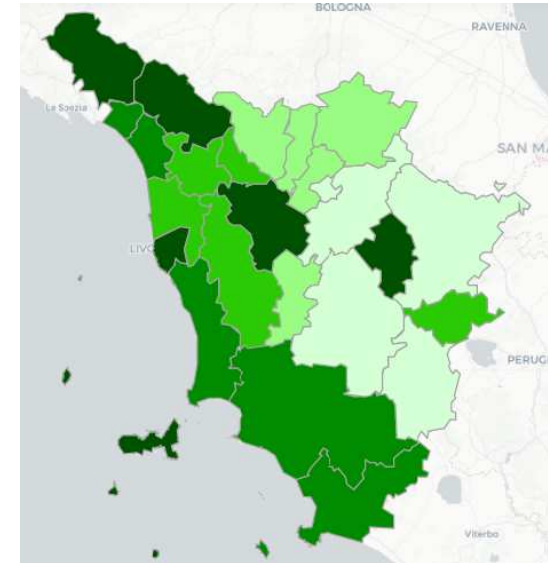 BOLOGNA
RAVENNA
La Spezia
SAN MA
LIVO
PERUG
Viterbo